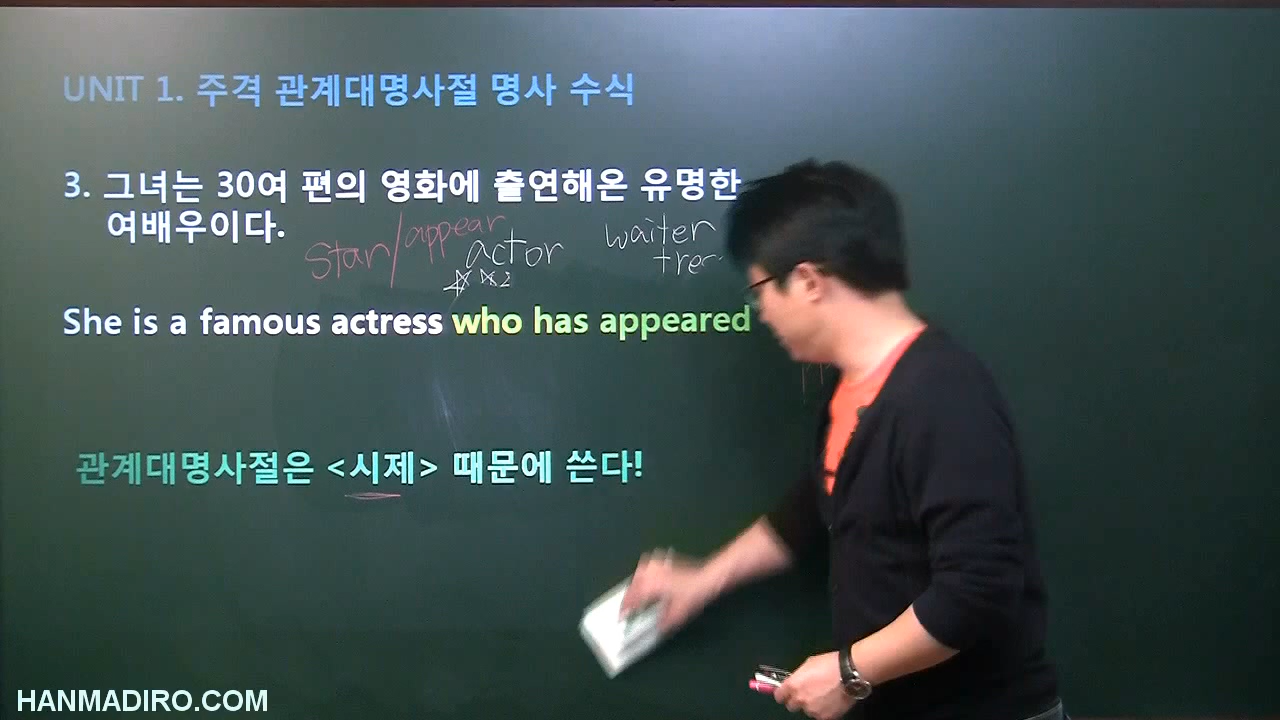 UNIT 1. 주격 관계대명사절 명사 수식
3. 그녀는 30여 편의 영화에 출연해온 유명한
여배우이다.
star/appear
actor
waiter
She is a famous actress who has appeared
관계대명사절은 <시제> 때문에 쓴다!
HANMADIRO.COM